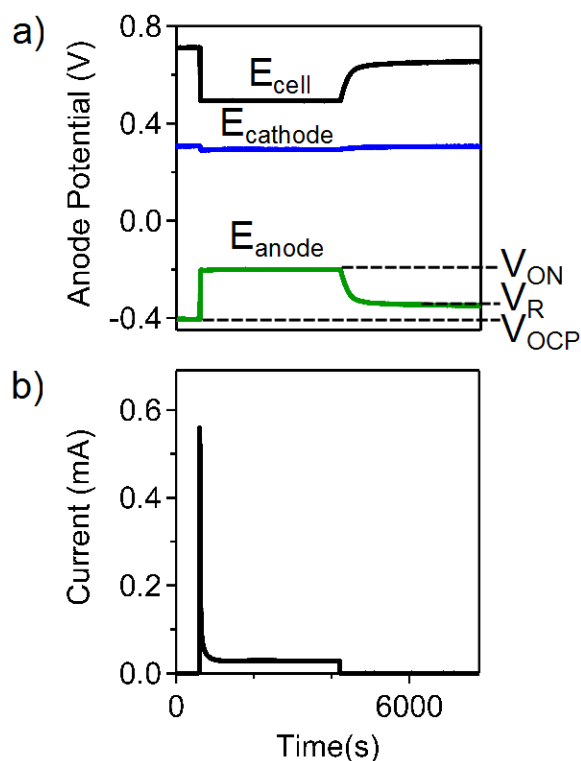 a)
Anode Potential (V)
0.8
0.4
0.0
-0.4
E_cell
E_cathode
E_anode
V_ON
V_R
V_OCP
b)
Current (mA)
0.6
0.4
0.2
0.0
0 6000
Time(s)